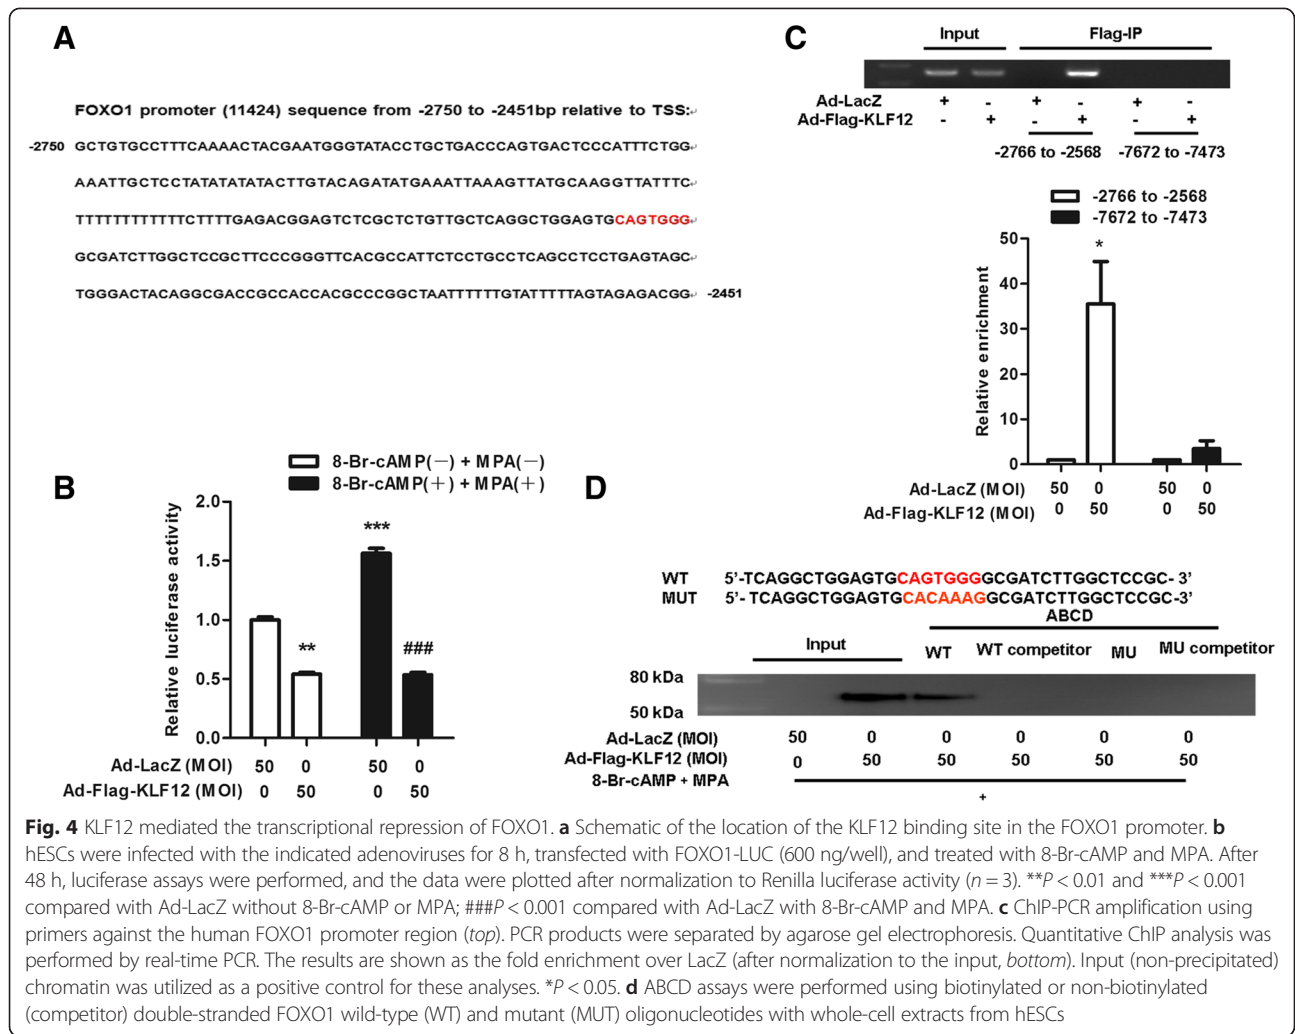 A
FOXO1 promoter (11424) sequence from -2750 to -2451bp relative to TSS:
-2750 GCTGTGCCTTTCAAAACTACGAATGGGTATACCTGCTGACCCAGTGACTCCCATTTCTGG
AAATTGCTCCTATATATATACTTGTACAGATATGAAATTAAAGTTATGCAAGGTTATTTC
TTTTTTTTTTTTTCTTTTGAGACGGAGTCTCGCTCTGTTGCTCAGGCTGGAGTGCAGTGGG
GCGATCTTGGCTCCGCTTCCCGGGTTCACGCCATTCTCCTGCCTCAGCCTCCTGAGTAGC
TGGGACTACAGGCGACCGCCACCACGCCCGGCTAATTTTTTGTATTTTTAGTAGAGACGG -2451
B
8-Br-cAMP(−) + MPA(−)
8-Br-cAMP(+) + MPA(+)
Relative luciferase activity
2.0
1.5
1.0
0.5
0.0
** *** ###
Ad-LacZ (MOI) 50 0 50 0
Ad-Flag-KLF12 (MOI) 0 50 0 50
C
Input Flag-IP
Ad-LacZ + - + - + -
Ad-Flag-KLF12 - + - + - +
-2766 to -2568 -7672 to -7473
-2766 to -2568
-7672 to -7473
Relative enrichment
50
40
30
20
10
0
*
Ad-LacZ (MOI) 50 0 50 0
Ad-Flag-KLF12 (MOI) 0 50 0 50
D
WT 5'-TCAGGCTGGAGTGCAGTGGGGCGATCTTGGCTCCGC- 3'
MUT 5'- TCAGGCTGGAGTGCACAAAGGCGATCTTGGCTCCGC-3'
ABCD
Input WT WT competitor MU MU competitor
80 kDa
50 kDa
Ad-LacZ (MOI) 50 0 0 0 0 0
Ad-Flag-KLF12 (MOI) 0 50 50 50 50 50
8-Br-cAMP + MPA
+
Fig. 4 KLF12 mediated the transcriptional repression of FOXO1. a Schematic of the location of the KLF12 binding site in the FOXO1 promoter. b
hESCs were infected with the indicated adenoviruses for 8 h, transfected with FOXO1-LUC (600 ng/well), and treated with 8-Br-cAMP and MPA. After
48 h, luciferase assays were performed, and the data were plotted after normalization to Renilla luciferase activity (n = 3). **P < 0.01 and ***P < 0.001
compared with Ad-LacZ without 8-Br-cAMP or MPA; ###P < 0.001 compared with Ad-LacZ with 8-Br-cAMP and MPA. c ChIP-PCR amplification using
primers against the human FOXO1 promoter region (top). PCR products were separated by agarose gel electrophoresis. Quantitative ChIP analysis was
performed by real-time PCR. The results are shown as the fold enrichment over LacZ (after normalization to the input, bottom). Input (non-precipitated)
chromatin was utilized as a positive control for these analyses. *P < 0.05. d ABCD assays were performed using biotinylated or non-biotinylated
(competitor) double-stranded FOXO1 wild-type (WT) and mutant (MUT) oligonucleotides with whole-cell extracts from hESCs